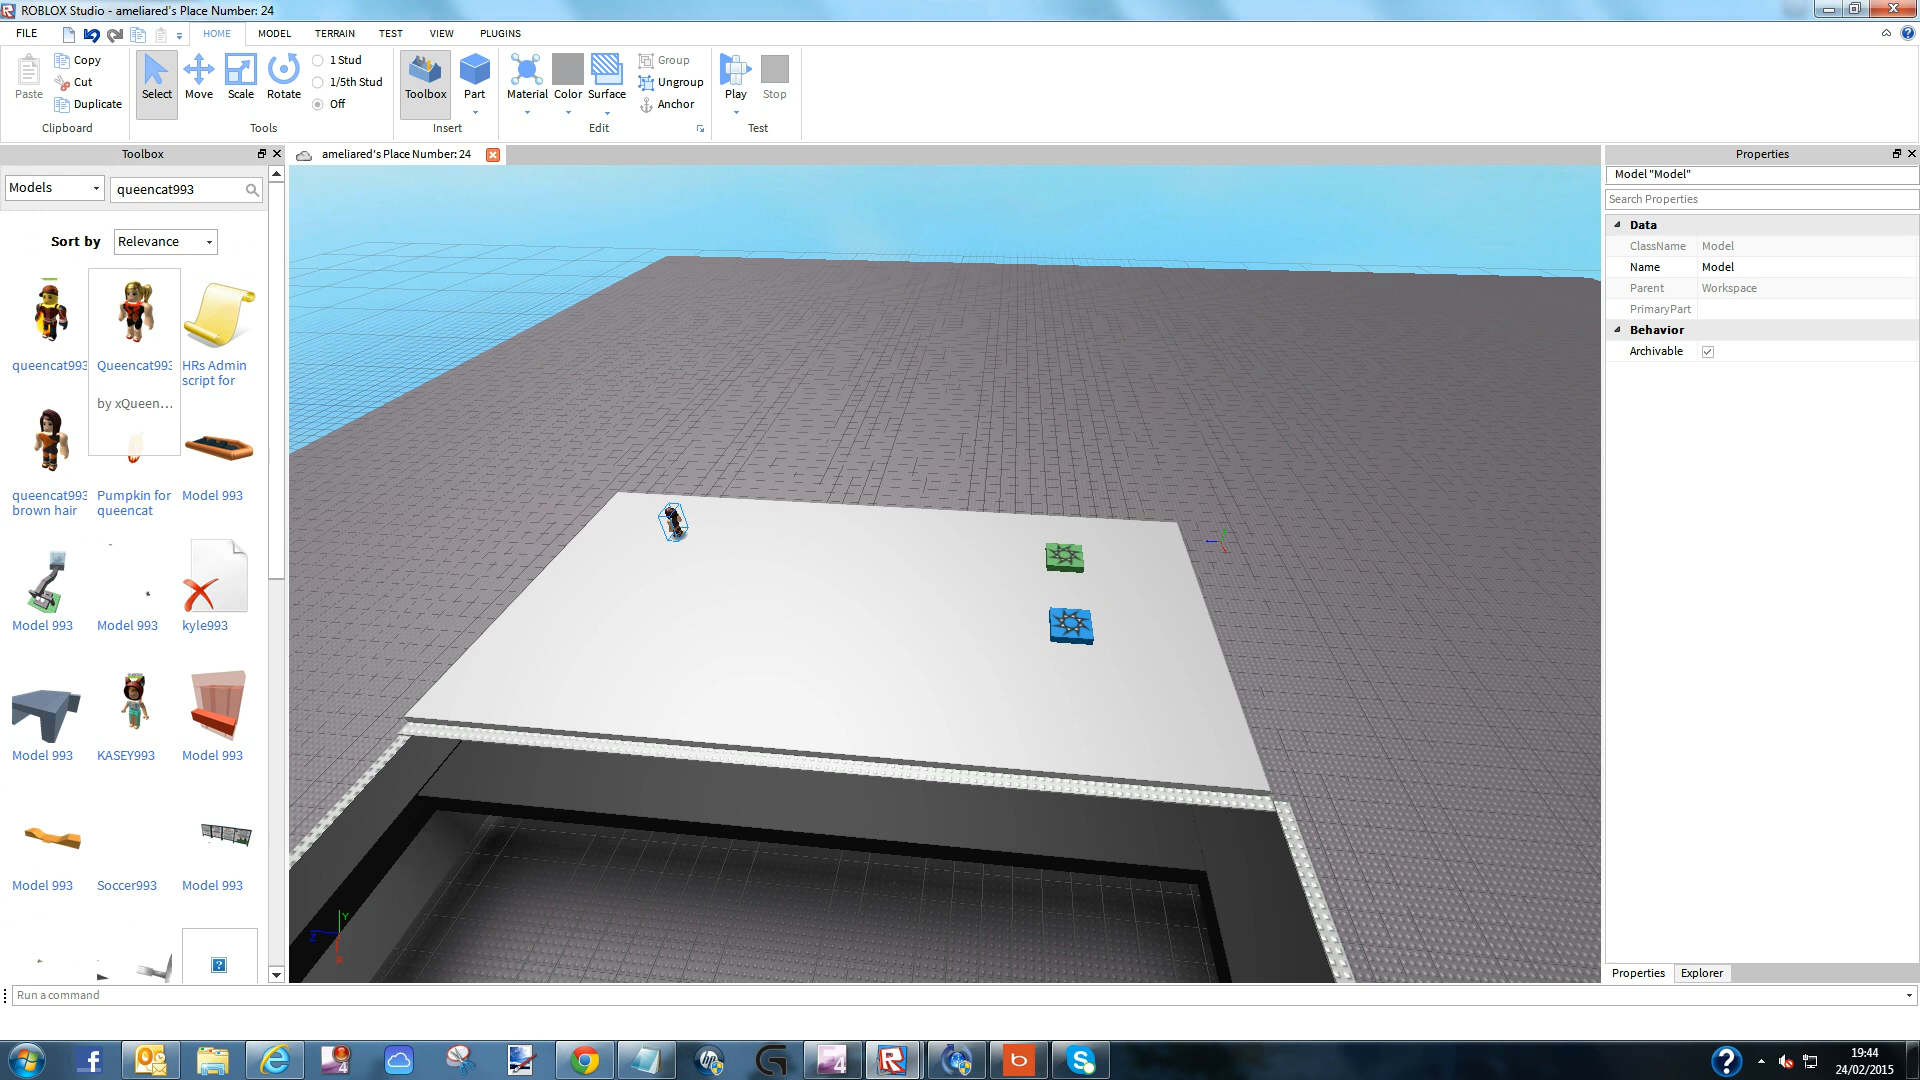 ROBLOX Studio - ameliared's Place Number: 24
FILE
HOME
MODEL
TERRAIN
TEST
VIEW
PLUGINS
Paste
Copy
Cut
Duplicate
Clipboard
Select
Move
Scale
Rotate
1 Stud
1/5th Stud
Off
Tools
Toolbox
Part
Insert
Material
Color
Surface
Group
Ungroup
Anchor
Edit
Play
Stop
Test
Toolbox
Models
queencat993
Sort by
Relevance
queencat993
Queencat993
by xQueen...
HRs Admin
script for
queencat993
brown hair
Pumpkin for
queencat
Model 993
Model 993
Model 993
kyle993
Model 993
KASEY993
Model 993
Model 993
Soccer993
Model 993
ameliared's Place Number: 24
Y
Z
X
Properties
Model "Model"
Search Properties
Data
ClassName Model
Name Model
Parent Workspace
PrimaryPart
Behavior
Archivable
Properties
Explorer
Run a command
19:44
24/02/2015